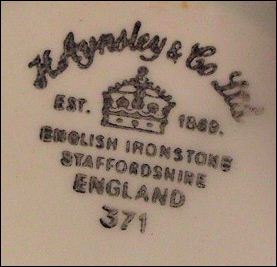 H. Aynsley & Co Ltd
EST. 1869.
ENGLISH IRONSTONE
STAFFORDSHIRE
ENGLAND
371